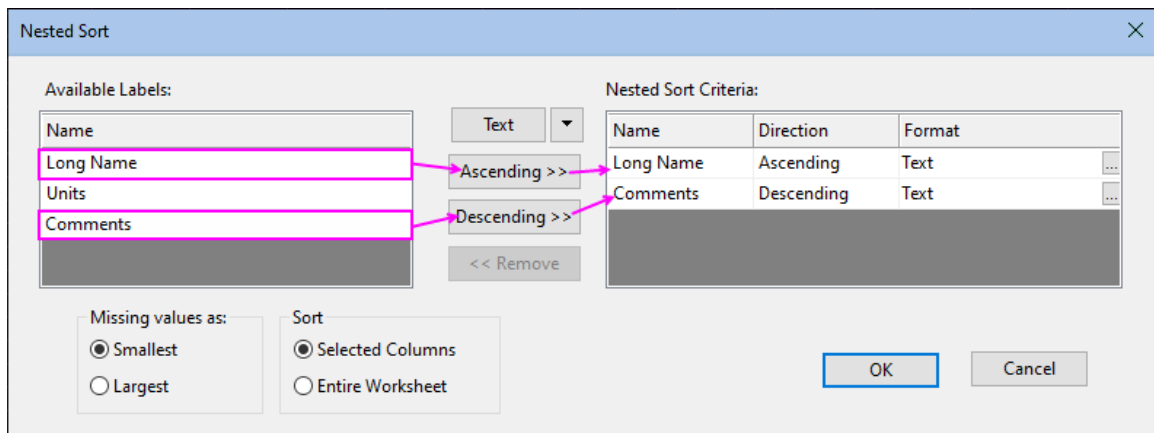 Nested Sort
Available Labels:
Name
Long Name
Units
Comments
Text
Ascending >>
Descending >>
<< Remove
Nested Sort Criteria:
Name Direction Format
Long Name Ascending Text ...
Comments Descending Text ...
Missing values as:
Smallest
Largest
Sort
Selected Columns
Entire Worksheet
OK
Cancel